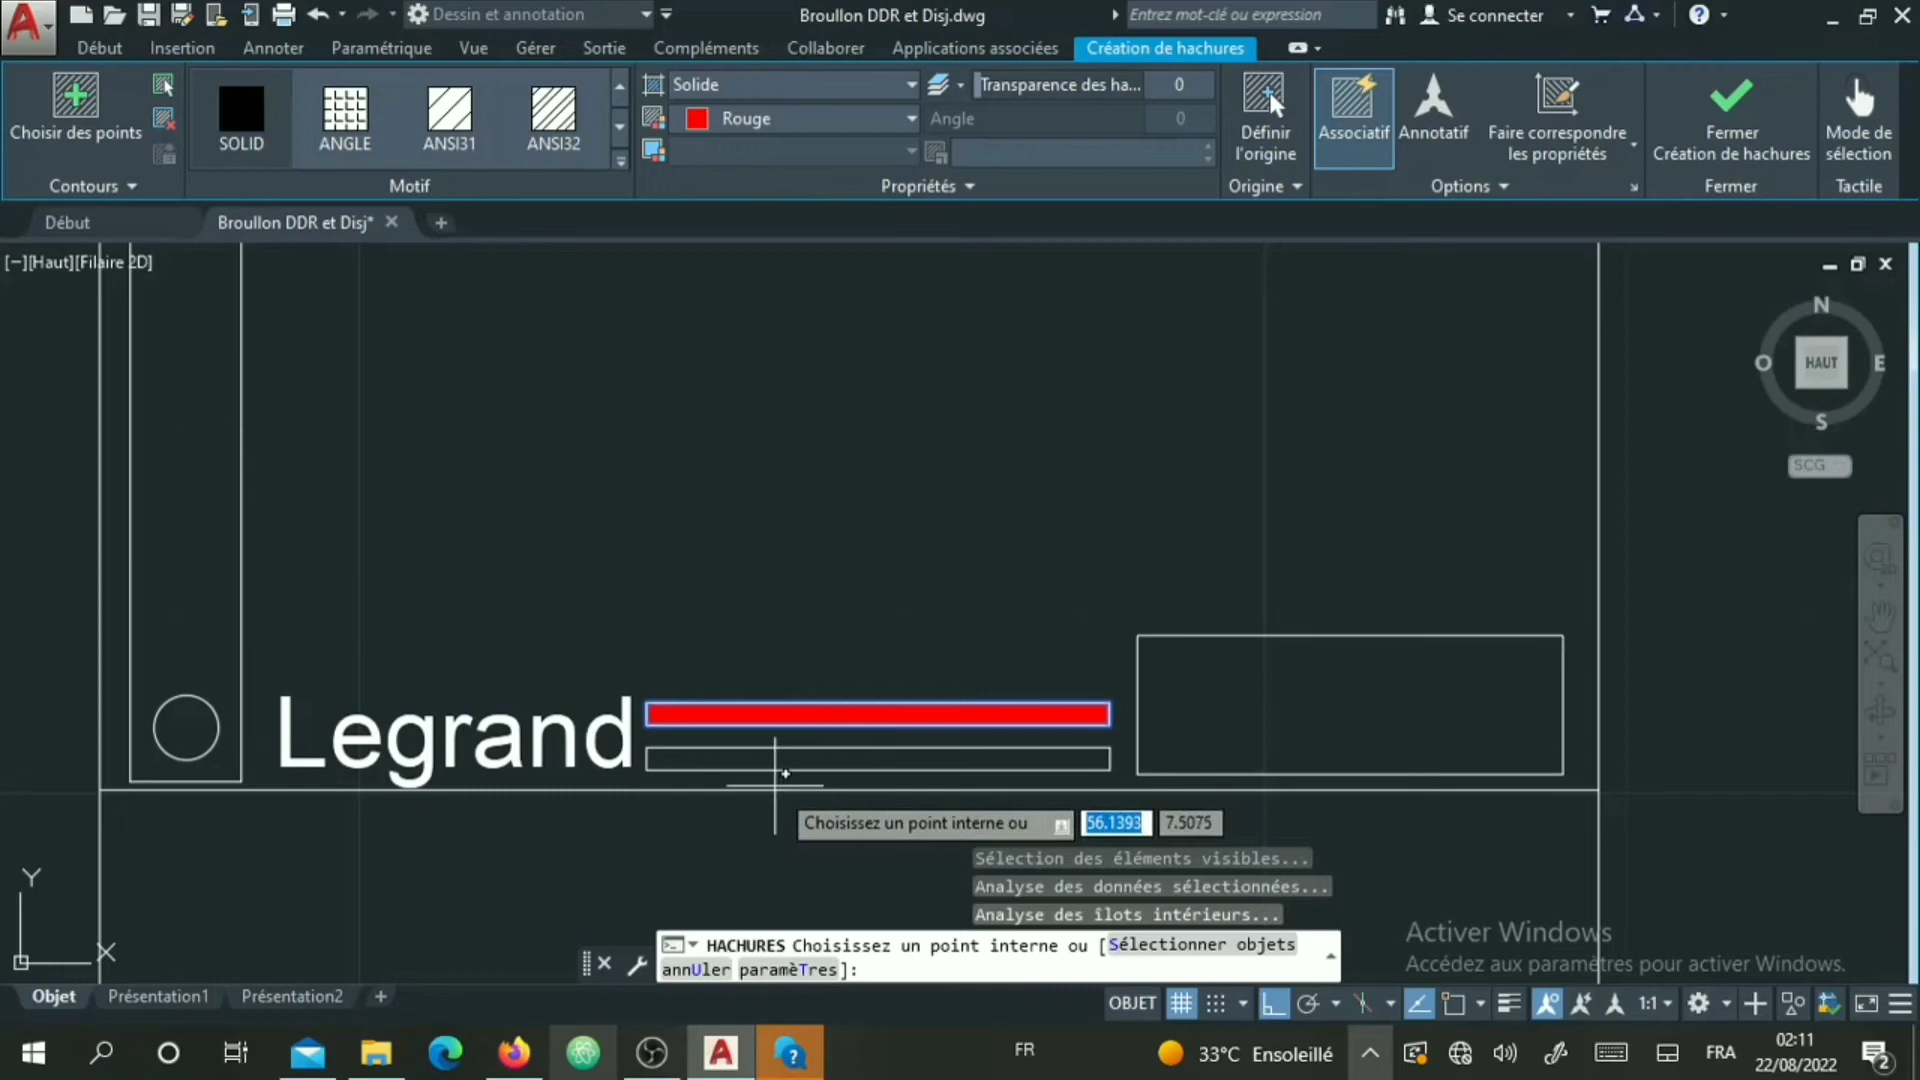 Dessin et annotation
Broullon DDR et Disj.dwg
Entrez mot-clé ou expression
Se connecter
Début Insertion Annoter Paramétrique Vue Gérer Sortie Compléments Collaborer Applications associées Création de hachures
Choisir des points
SOLID
ANGLE
ANSI31
ANSI32
Solide
Rouge
Transparence des ha... 0
Angle 0
Définir
l'origine
Associatif
Annotatif
Faire correspondre
les propriétés
Fermer
Création de hachures
Mode de
sélection
Contours Motif Propriétés Origine Options Fermer Tactile
Début
Broullon DDR et Disj*
[−][Haut][Filaire 2D]
N
O HAUT E
S
SCG
Legrand
Choisissez un point interne ou 56.1393 7.5075
Sélection des éléments visibles...
Analyse des données sélectionnées...
Analyse des îlots intérieurs...
Y
X
HACHURES Choisissez un point interne ou [Sélectionner objets
annUler paramèTres]:
Activer Windows
Accédez aux paramètres pour activer Windows.
Objet Présentation1 Présentation2
OBJET
1:1
FR
33°C Ensoleillé
FRA
02:11
22/08/2022
2